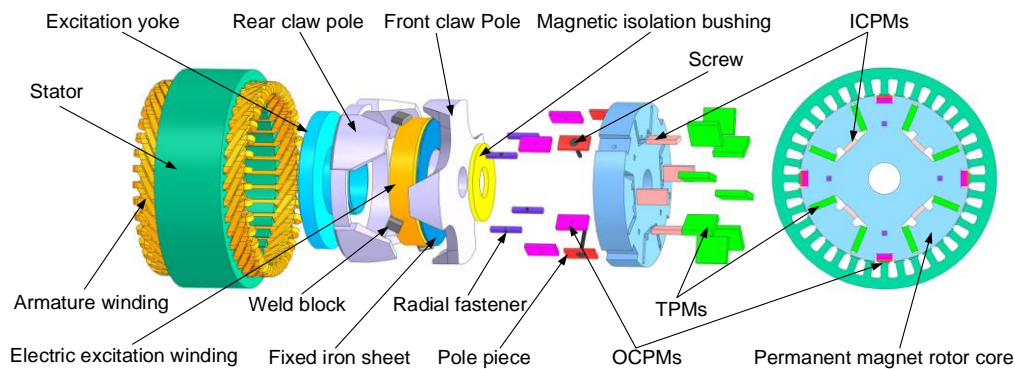 Excitation yoke
Rear claw pole
Front claw Pole
Magnetic isolation bushing
ICPMs
Stator
Screw
Armature winding
Weld block
Radial fastener
TPMs
Electric excitation winding
Fixed iron sheet
Pole piece
OCPMs
Permanent magnet rotor core